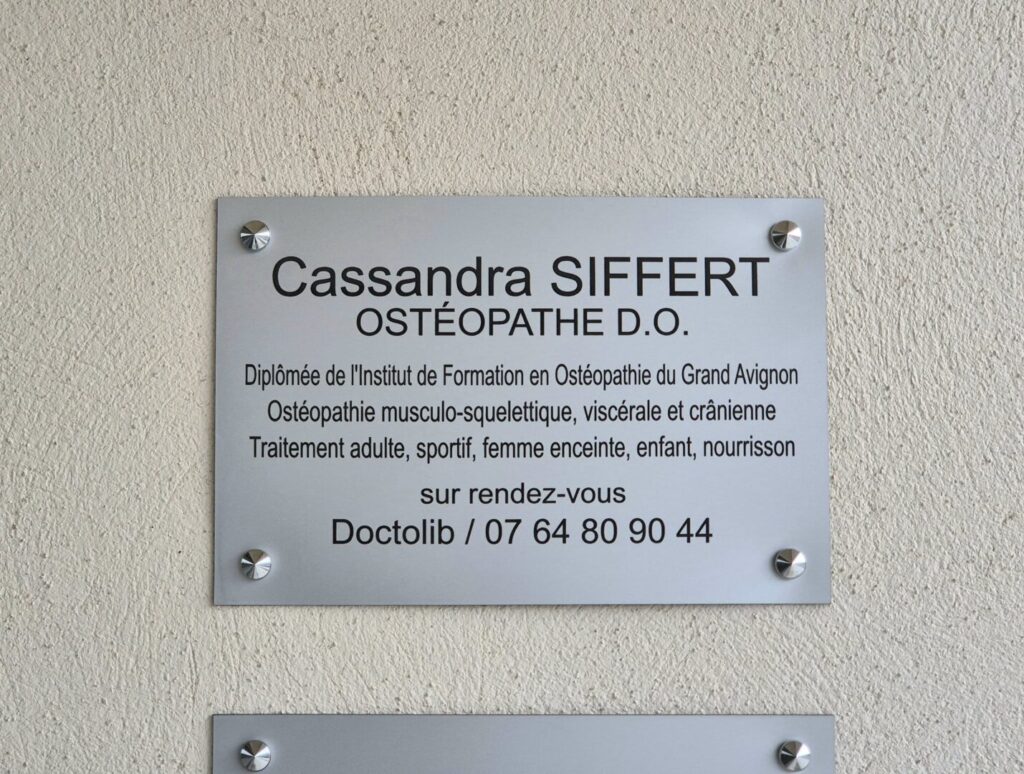 Cassandra SIFFERT
OSTÉOPATHE D.O.
Diplômée de l'Institut de Formation en Ostéopathie du Grand Avignon
Ostéopathie musculo-squelettique, viscérale et crânienne
Traitement adulte, sportif, femme enceinte, enfant, nourrisson
sur rendez-vous
Doctolib / 07 64 80 90 44